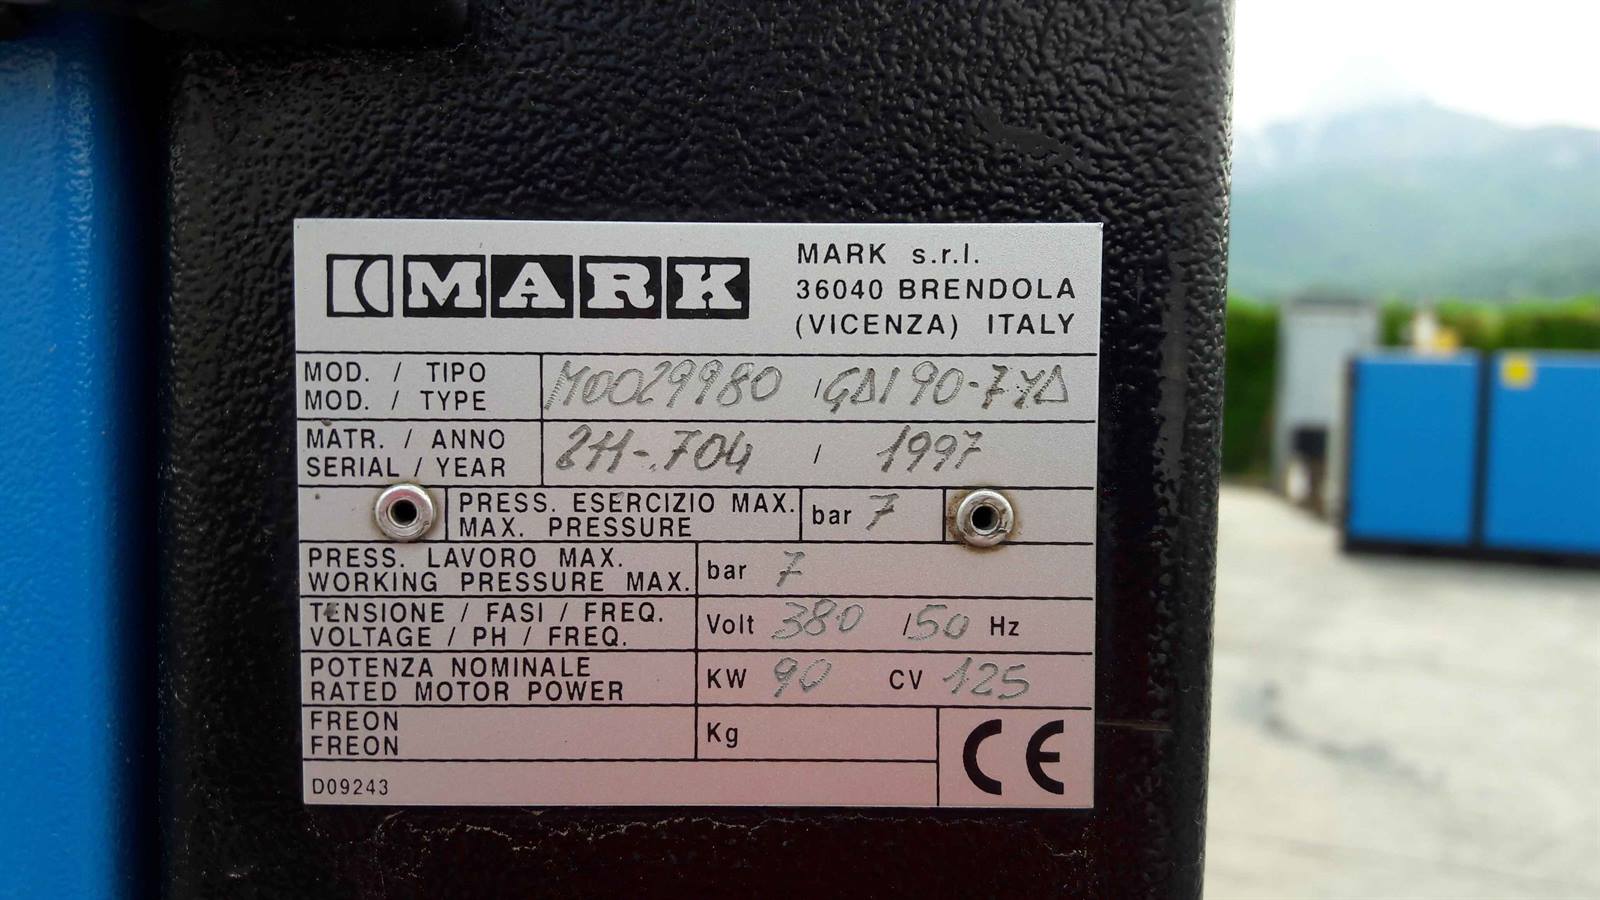 MARK
MARK s.r.l.
36040 BRENDOLA
(VICENZA) ITALY
MOD. / TIPO
MOD. / TYPE
M0029980 / GA190-7YΔ
MATR. / ANNO
SERIAL / YEAR
211-704 / 1997
PRESS. ESERCIZIO MAX.
MAX. PRESSURE
bar 7
PRESS. LAVORO MAX.
WORKING PRESSURE MAX.
bar 7
TENSIONE / FASI / FREQ.
VOLTAGE / PH / FREQ.
Volt 380 / 50 Hz
POTENZA NOMINALE
RATED MOTOR POWER
KW 90 CV 125
FREON
FREON
Kg
CE
D09243